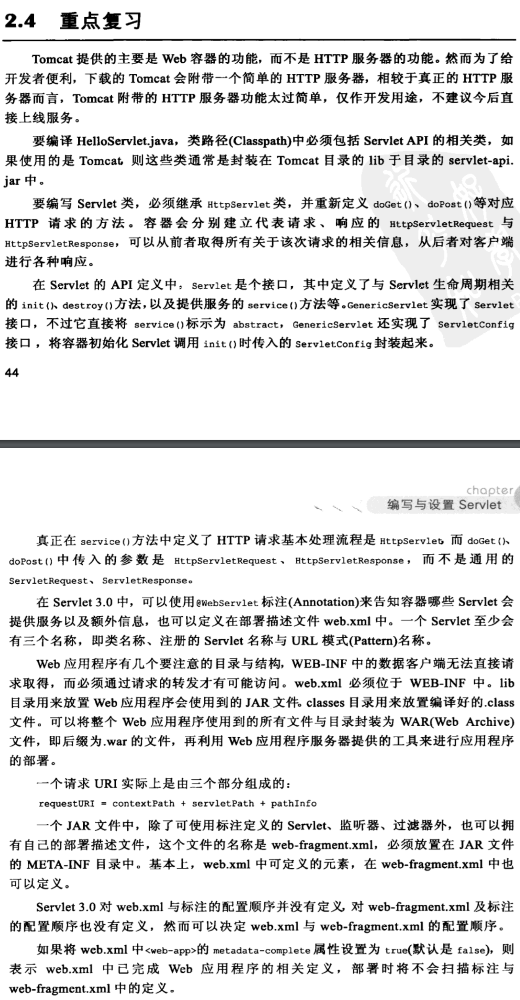 2.4 重点复习
Tomcat 提供的主要是 Web 容器的功能，而不是 HTTP 服务器的功能。然而为了给
开发者便利，下载的 Tomcat 会附带一个简单的 HTTP 服务器，相较于真正的 HTTP 服
务器而言，Tomcat 附带的 HTTP 服务器功能太过简单，仅作开发用途，不建议今后直
接上线服务。
要编译 HelloServlet.java，类路径(Classpath)中必须包括 Servlet API 的相关类，如
果使用的是 Tomcat，则这些类通常是封装在 Tomcat 目录的 lib 于目录的 servlet-api.
jar 中。
要编写 Servlet 类，必须继承 HttpServlet 类，并重新定义 doGet()、doPost()等对应
HTTP 请求的方法。容器会分别建立代表请求、响应的 HttpServletRequest 与
HttpServletResponse，可以从前者取得所有关于该次请求的相关信息，从后者对客户端
进行各种响应。
在 Servlet 的 API 定义中，Servlet 是个接口，其中定义了与 Servlet 生命周期相关
的 init()、destroy()方法，以及提供服务的 service()方法等。GenericServlet 实现了 Servlet
接口，不过它直接将 service()标示为 abstract，GenericServlet 还实现了 ServletConfig
接口，将容器初始化 Servlet 调用 init()时传入的 ServletConfig 封装起来。
44
chapter
编写与设置 Servlet
真正在 service()方法中定义了 HTTP 请求基本处理流程是 HttpServlet，而 doGet()、
doPost()中传入的参数是 HttpServletRequest、HttpServletResponse，而不是通用的
ServletRequest、ServletResponse。
在 Servlet 3.0 中，可以使用@WebServlet 标注(Annotation)来告知容器哪些 Servlet 会
提供服务以及额外信息，也可以定义在部署描述文件 web.xml 中。一个 Servlet 至少会
有三个名称，即类名称、注册的 Servlet 名称与 URL 模式(Pattern)名称。
Web 应用程序有几个要注意的目录与结构，WEB-INF 中的数据客户端无法直接请
求取得，而必须通过请求的转发才有可能访问。web.xml 必须位于 WEB-INF 中。lib
目录用来放置 Web 应用程序会使用到的 JAR 文件。classes 目录用来放置编译好的.class
文件。可以将整个 Web 应用程序使用到的所有文件与目录封装为 WAR(Web Archive)
文件，即后缀为.war 的文件，再利用 Web 应用程序服务器提供的工具来进行应用程序
的部署。
一个请求 URI 实际上是由三个部分组成的：
requestURI = contextPath + servletPath + pathInfo
一个 JAR 文件中，除了可使用标注定义的 Servlet、监听器、过滤器外，也可以拥
有自己的部署描述文件，这个文件的名称是 web-fragment.xml，必须放置在 JAR 文件
的 META-INF 目录中。基本上，web.xml 中可定义的元素，在 web-fragment.xml 中也
可以定义。
Servlet 3.0 对 web.xml 与标注的配置顺序并没有定义，对 web-fragment.xml 及标注
的配置顺序也没有定义，然而可以决定 web.xml 与 web-fragment.xml 的配置顺序。
如果将 web.xml 中<web-app>的 metadata-complete 属性设置为 true(默认是 false)，则
表示 web.xml 中已完成 Web 应用程序的相关定义，部署时将不会扫描标注与
web-fragment.xml 中的定义。